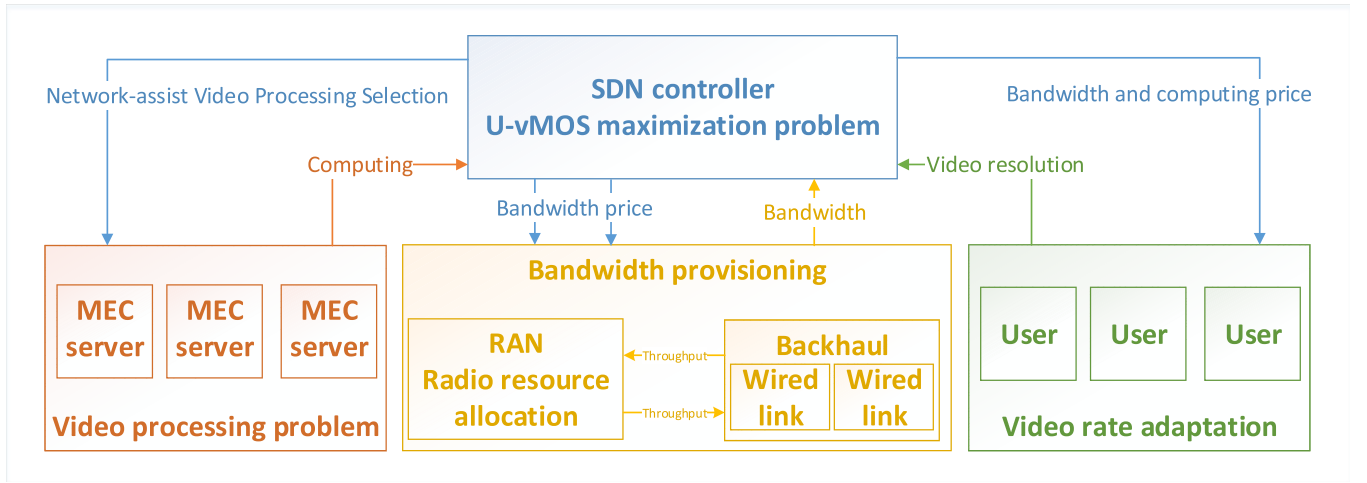 SDN controller
U-vMOS maximization problem
Network-assist Video Processing Selection
Bandwidth and computing price
Computing
Video resolution
Bandwidth price
Bandwidth
MEC
server
MEC
server
MEC
server
Video processing problem
Bandwidth provisioning
RAN
Radio resource
allocation
Throughput
Throughput
Backhaul
Wired
link
Wired
link
User
User
User
Video rate adaptation